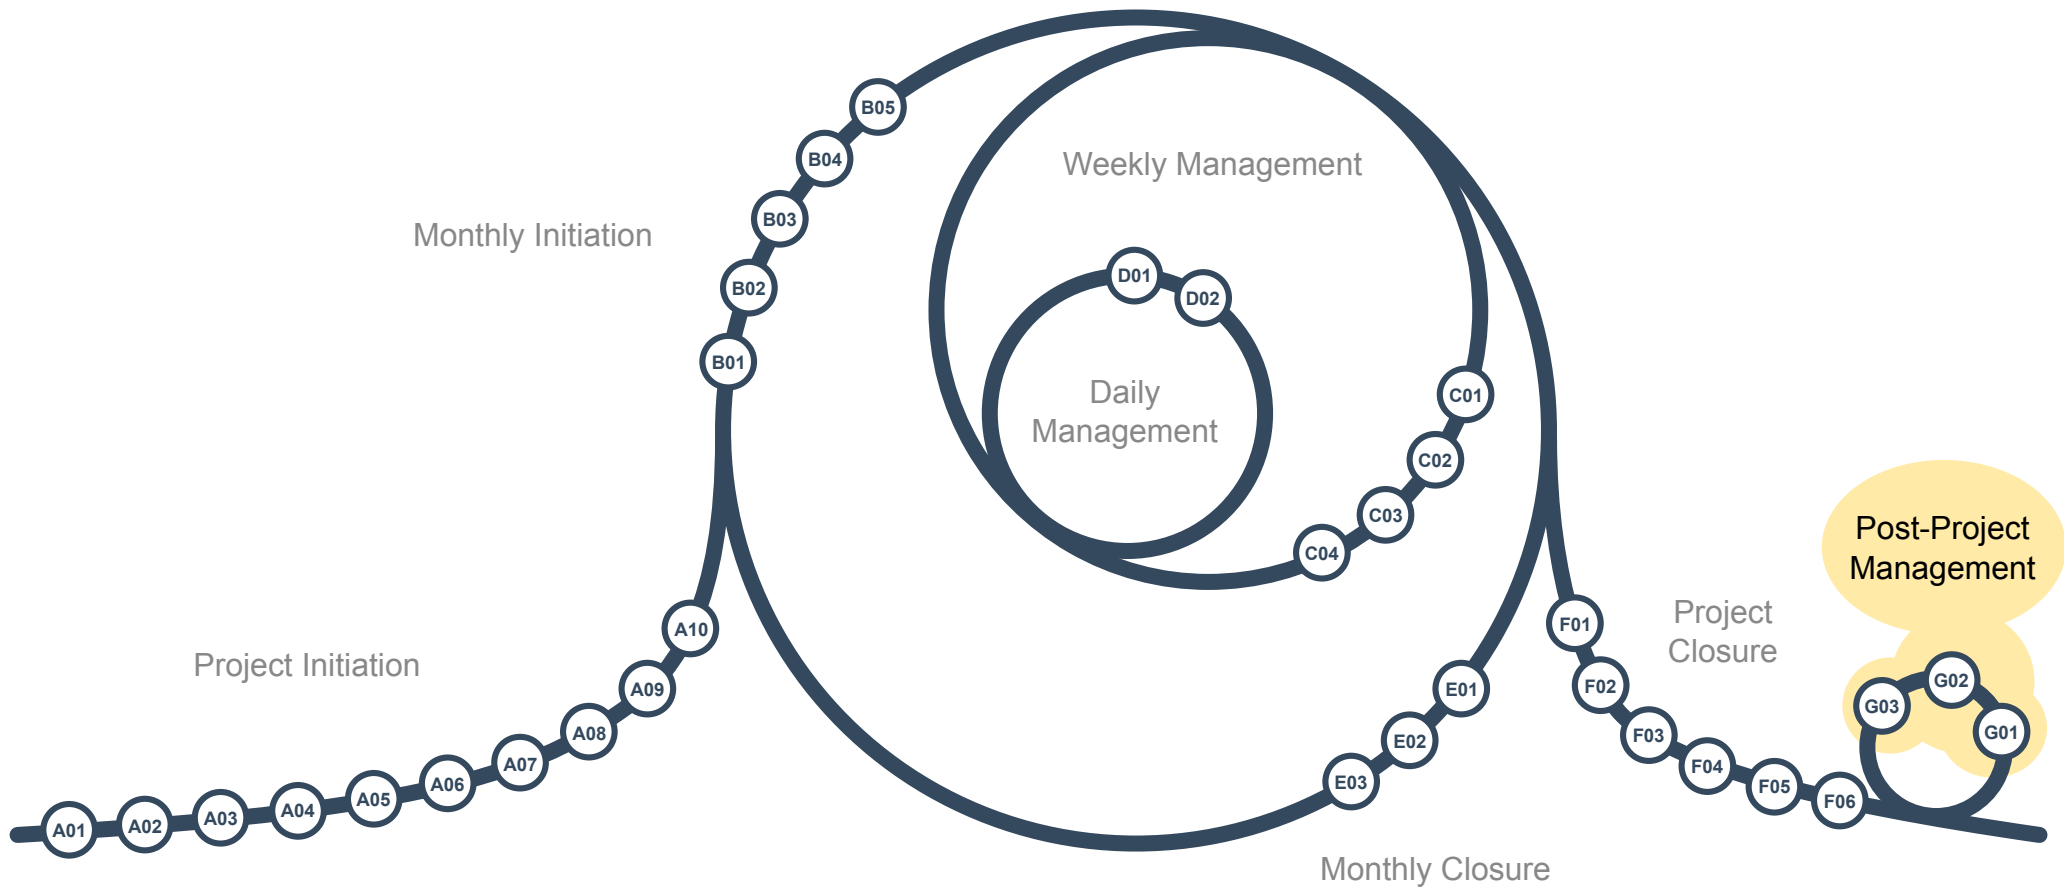 Project Initiation
A01
A02
A03
A04
A05
A06
A07
A08
A09
A10
Monthly Initiation
B01
B02
B03
B04
B05
Weekly Management
C01
C02
C03
C04
Daily
Management
D01
D02
Monthly Closure
E01
E02
E03
Project
Closure
F01
F02
F03
F04
F05
F06
Post-Project
Management
G01
G02
G03